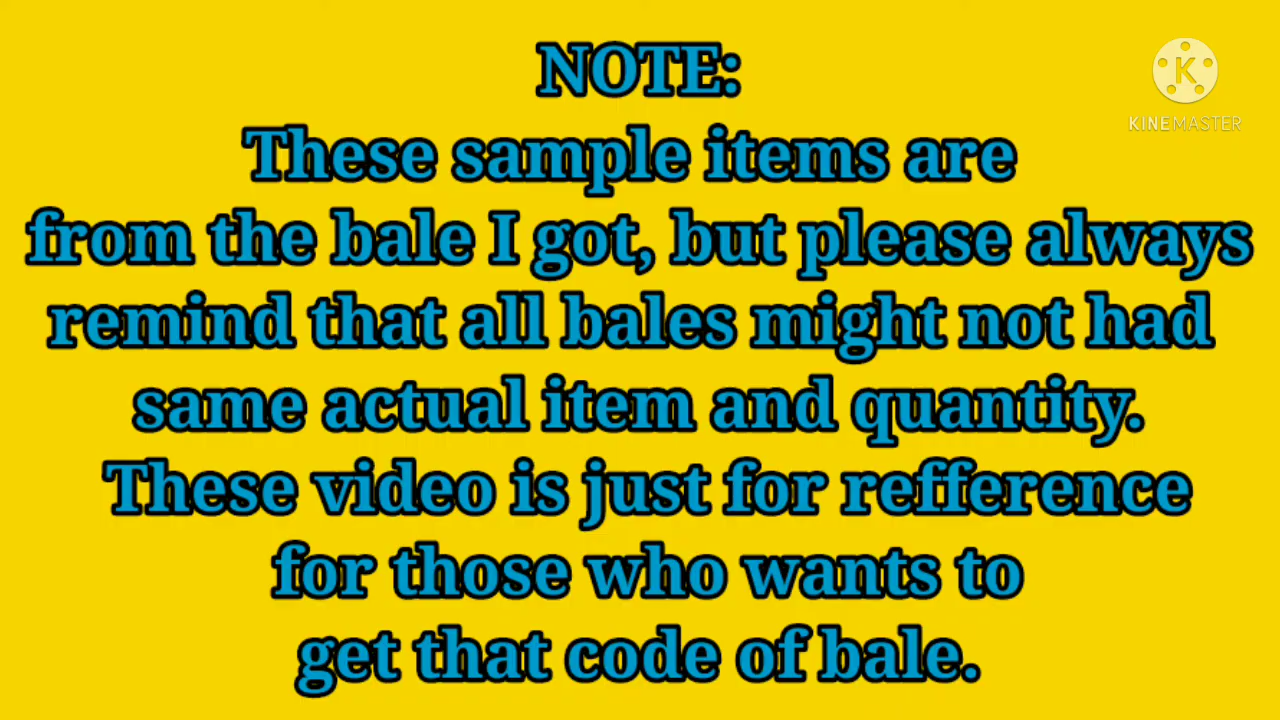 NOTE:
These sample items are
from the bale I got, but please always
remind that all bales might not had
same actual item and quantity.
These video is just for refference
for those who wants to
get that code of bale.
K
KINEMASTER